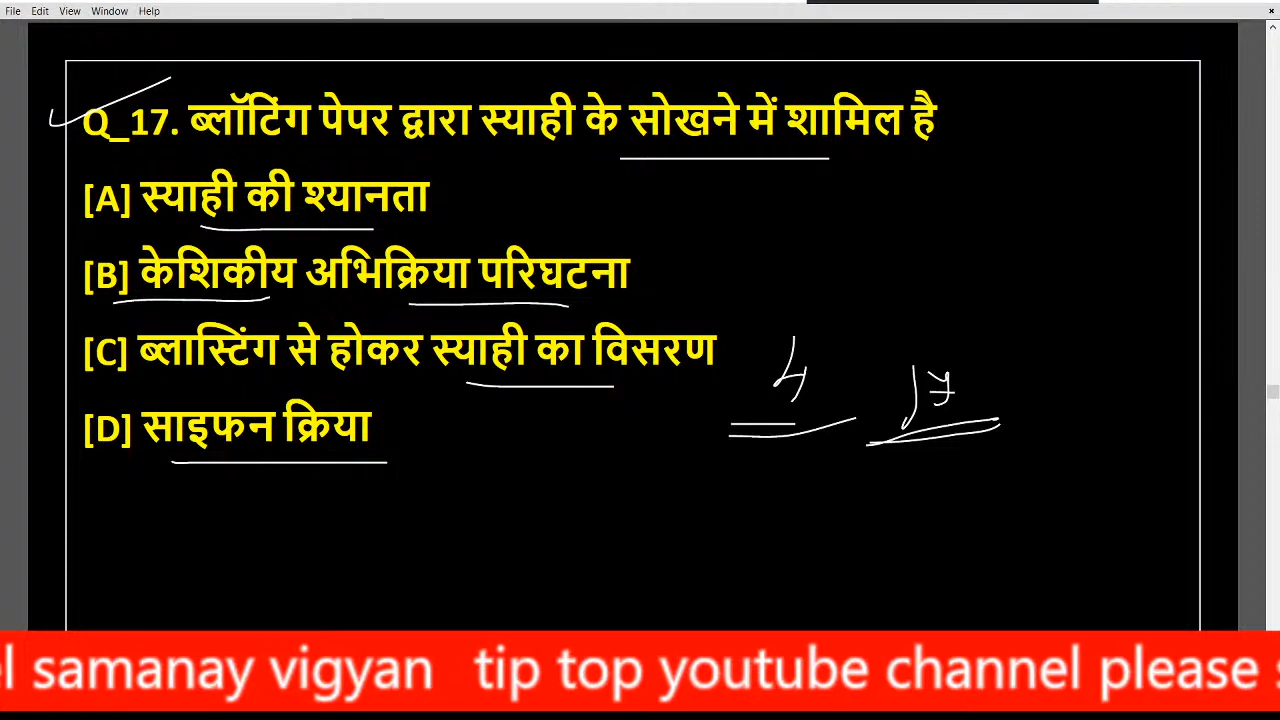 File Edit View Window Help
Q_17. ब्लॉटिंग पेपर द्वारा स्याही के सोखने में शामिल है
[A] स्याही की श्यानता
[B] केशिकीय अभिक्रिया परिघटना
[C] ब्लास्टिंग से होकर स्याही का विसरण
[D] साइफन क्रिया
el samanay vigyan tip top youtube channel please